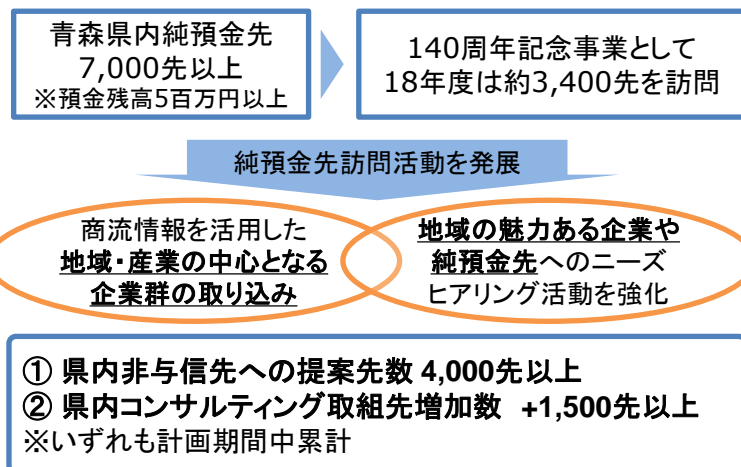 青森県内純預金先
7,000先以上
※預金残高5百万円以上
140周年記念事業として
18年度は約3,400先を訪問
純預金先訪問活動を発展
商流情報を活用した
地域・産業の中心となる
企業群の取り込み
地域の魅力ある企業や
純預金先へのニーズ
ヒアリング活動を強化
① 県内非与信先への提案先数 4,000先以上
② 県内コンサルティング取組先増加数 +1,500先以上
※いずれも計画期間中累計